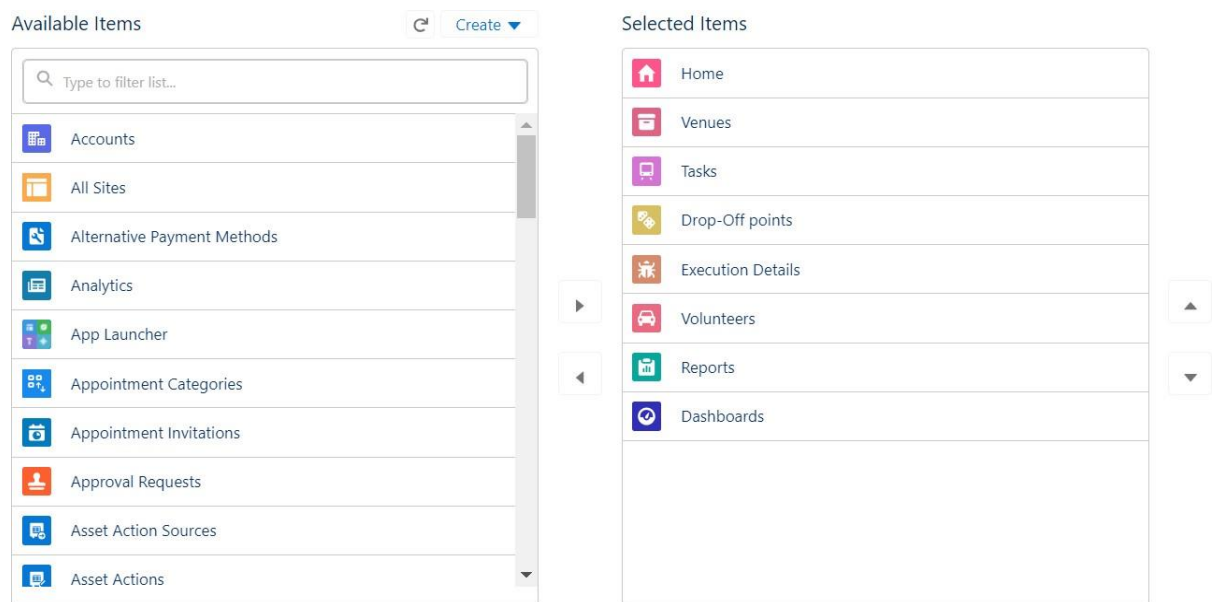 Available Items
Create
Type to filter list...
Accounts
All Sites
Alternative Payment Methods
Analytics
App Launcher
Appointment Categories
Appointment Invitations
Approval Requests
Asset Action Sources
Asset Actions
Selected Items
Home
Venues
Tasks
Drop-Off points
Execution Details
Volunteers
Reports
Dashboards